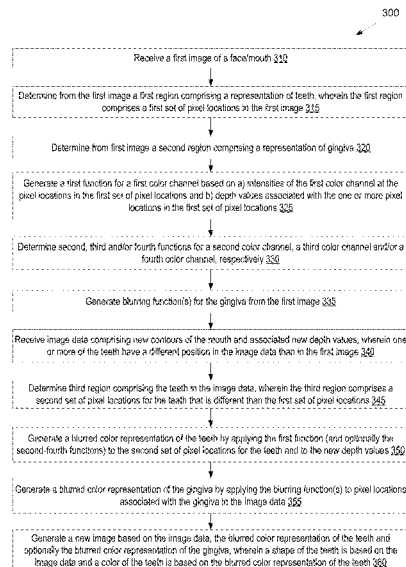 300
Receive a first image of a face/mouth 310
Determine from the first image a first region comprising a representation of teeth, wherein the first region
comprises a first set of pixel locations in the first image 315
Determine from first image a second region comprising a representation of gingiva 320
Generate a first function for a first color channel based on a) intensities of the first color channel at the
pixel locations in the first set of pixel locations and b) depth values associated with the one or more pixel
locations in the first set of pixel locations 325
Determine second, third and/or fourth functions for a second color channel, a third color channel and/or a
fourth color channel, respectively 330
Generate blurring function(s) for the gingiva from the first image 335
Receive image data comprising new contours of the mouth and associated new depth values, wherein one
or more of the teeth have a different position in the image data than in the first image 340
Determine third region comprising the teeth in the image data, wherein the third region comprises a
second set of pixel locations for the teeth that is different than the first set of pixel locations 345
Generate a blurred color representation of the teeth by applying the first function (and optionally the
second-fourth functions) to the second set of pixel locations for the teeth and to the new depth values 350
Generate a blurred color representation of the gingiva by applying the blurring function(s) to pixel locations
associated with the gingiva to the image data 355
Generate a new image based on the image data, the blurred color representation of the teeth and
optionally the blurred color representation of the gingiva, wherein a shape of the teeth is based on the
image data and a color of the teeth is based on the blurred color representation of the teeth 360